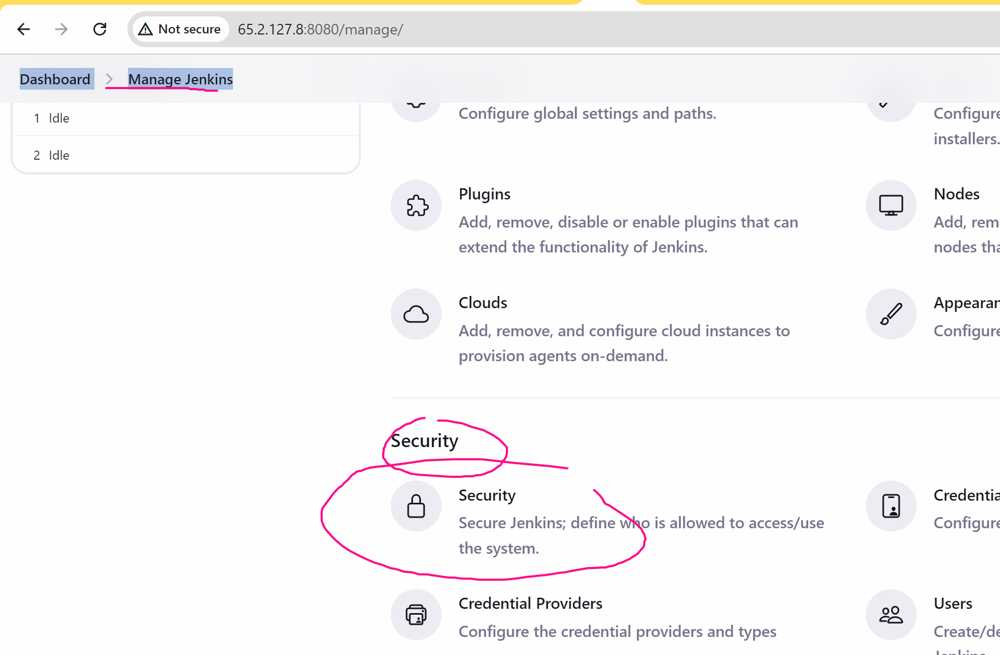 Not secure 65.2.127.8:8080/manage/
Dashboard > Manage Jenkins
1 Idle
2 Idle
Configure global settings and paths.
Configure
installers.
Plugins
Add, remove, disable or enable plugins that can
extend the functionality of Jenkins.
Nodes
Add, rem
nodes tha
Clouds
Add, remove, and configure cloud instances to
provision agents on-demand.
Appearan
Configure
Security
Security
Secure Jenkins; define who is allowed to access/use
the system.
Credentia
Configure
Credential Providers
Configure the credential providers and types
Users
Create/de
Jenkins